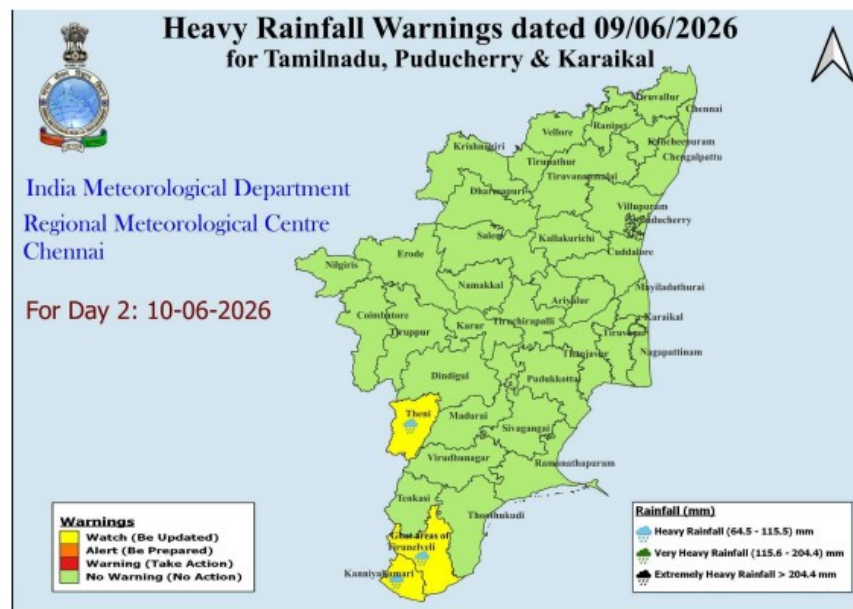 Heavy Rainfall Warnings dated 09/06/2026
for Tamilnadu, Puducherry & Karaikal
India Meteorological Department
Regional Meteorological Centre
Chennai
For Day 2: 10-06-2026
Tiruvallur
Chennai
Ranipet
Vellore
Kancheepuram
Krishnagiri
Chengalpattu
Tirupathur
Tiruvannamalai
Dharmapuri
Villupuram
Puducherry
Salem
Kallakurichi
Erode
Cuddalore
Nilgiris
Namakkal
Mayiladuthurai
Ariyalur
Coimbatore
Karaikal
Karur
Tiruchirapalli
Tiruppur
Tiruvarur
Thanjavur
Nagapattinam
Dindigul
Pudukkottai
Theni
Madurai
Sivagangai
Viradhunagar
Ramanathapuram
Tenkasi
Thoothukudi
Ghat areas of
Tirunelveli
Kanniyakumari
Warnings
Watch (Be Updated)
Alert (Be Prepared)
Warning (Take Action)
No Warning (No Action)
Rainfall (mm)
Heavy Rainfall (64.5 - 115.5) mm
Very Heavy Rainfall (115.6 - 204.4) mm
Extremely Heavy Rainfall > 204.4 mm